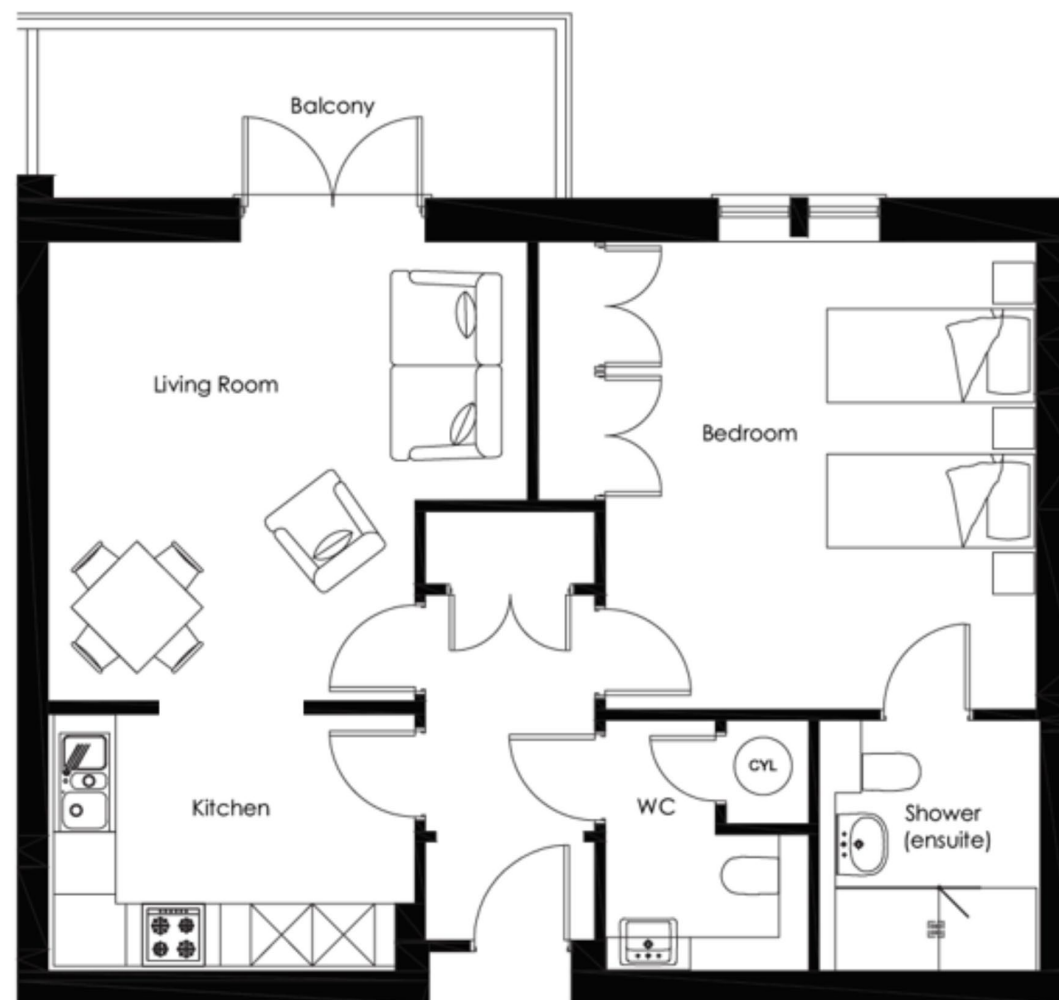 Balcony
Living Room
Bedroom
CYL
Kitchen
WC
Shower
(ensuite)